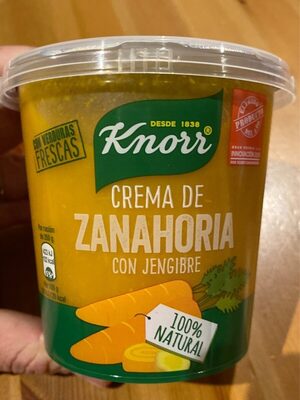 DESDE 1838
Knorr®
CON VERDURAS
FRESCAS
CREMA DE
ZANAHORIA
CON JENGIBRE
100%
NATURAL